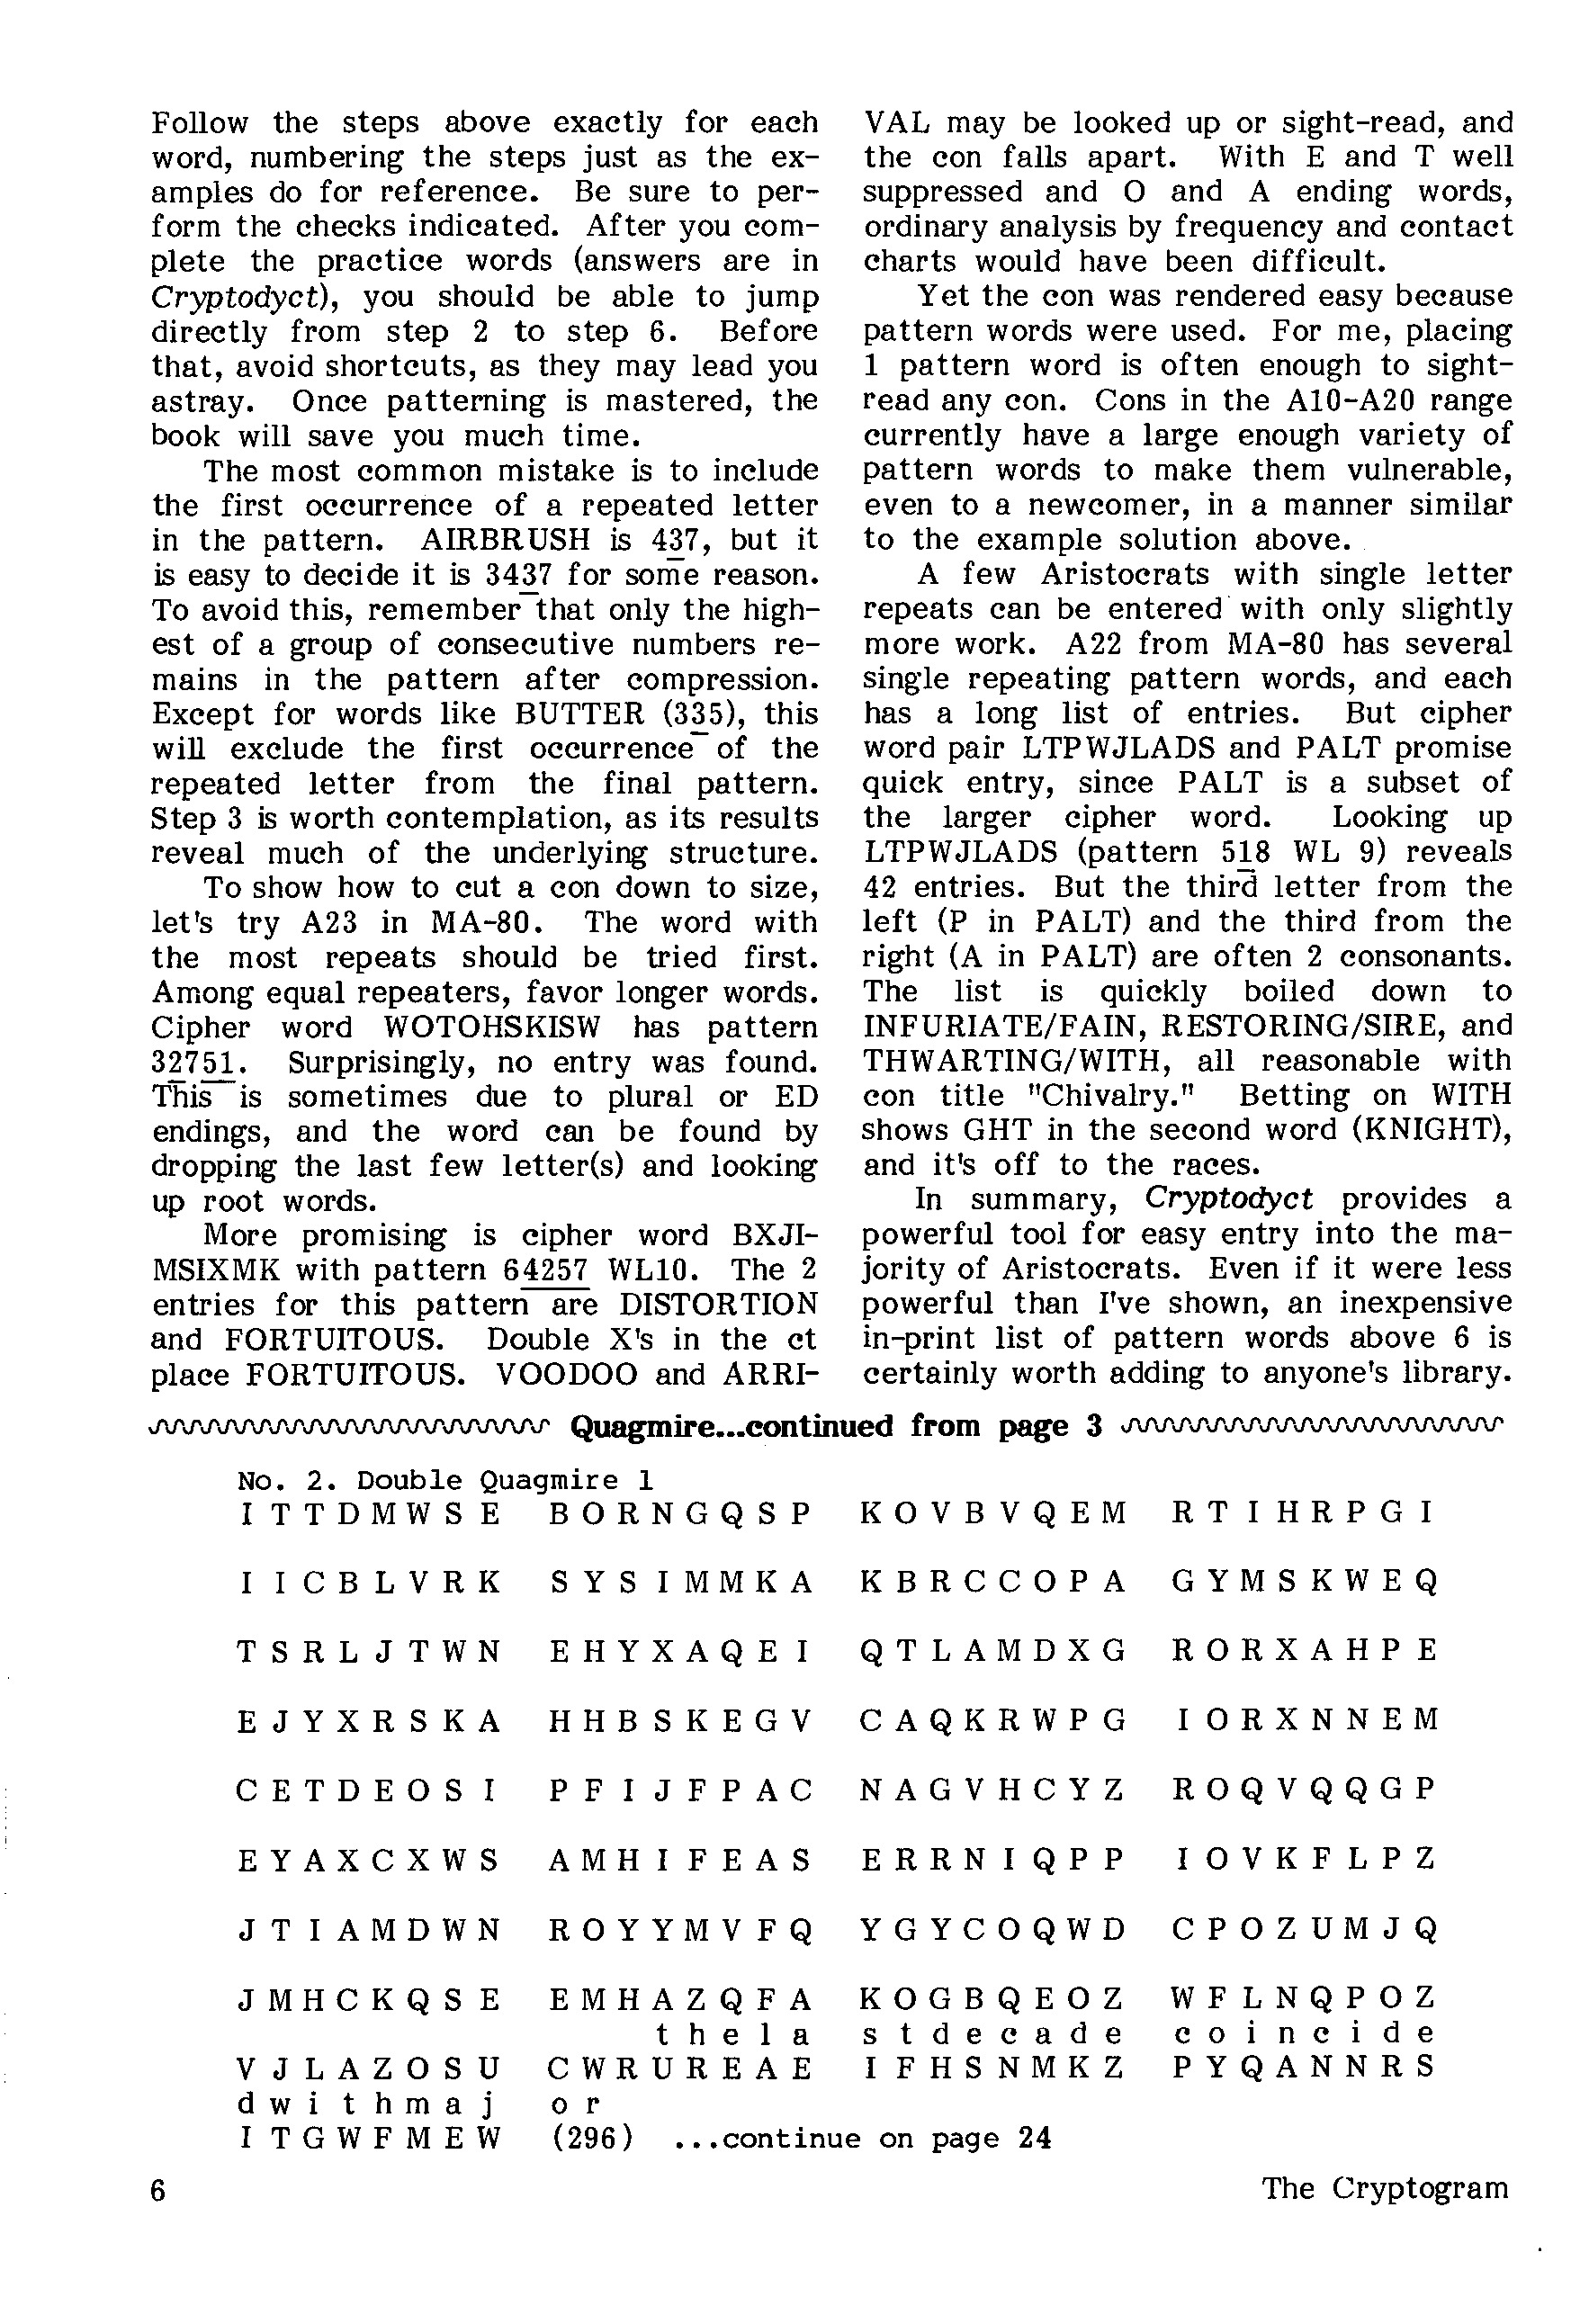 Follow the steps above exactly for each
word, numbering the steps just as the ex-
amples do for reference. Be sure to per-
form the checks indicated. After you com-
plete the practice words (answers are in
Cryptodyct), you should be able to jump
directly from step 2 to step 6. Before
that, avoid shortcuts, as they may lead you
astray. Once patterning is mastered, the
book will save you much time.
The most common mistake is to include
the first occurrence of a repeated letter
in the pattern. AIRBRUSH is 437, but it
is easy to decide it is 3437 for some reason.
To avoid this, remember that only the high-
est of a group of consecutive numbers re-
mains in the pattern after compression.
Except for words like BUTTER (335), this
will exclude the first occurrence of the
repeated letter from the final pattern.
Step 3 is worth contemplation, as its results
reveal much of the underlying structure.
To show how to cut a con down to size,
let's try A23 in MA-80. The word with
the most repeats should be tried first.
Among equal repeaters, favor longer words.
Cipher word WOTOHSKISW has pattern
32751. Surprisingly, no entry was found.
This is sometimes due to plural or ED
endings, and the word can be found by
dropping the last few letter(s) and looking
up root words.
More promising is cipher word BXJI-
MSIXMK with pattern 64257 WL10. The 2
entries for this pattern are DISTORTION
and FORTUITOUS. Double X's in the ct
place FORTUITOUS. VOODOO and ARRI-
VAL may be looked up or sight-read, and
the con falls apart. With E and T well
suppressed and O and A ending words,
ordinary analysis by frequency and contact
charts would have been difficult.
Yet the con was rendered easy because
pattern words were used. For me, placing
1 pattern word is often enough to sight-
read any con. Cons in the A10-A20 range
currently have a large enough variety of
pattern words to make them vulnerable,
even to a newcomer, in a manner similar
to the example solution above.
A few Aristocrats with single letter
repeats can be entered with only slightly
more work. A22 from MA-80 has several
single repeating pattern words, and each
has a long list of entries. But cipher
word pair LTPWJLADS and PALT promise
quick entry, since PALT is a subset of
the larger cipher word. Looking up
LTPWJLADS (pattern 518 WL 9) reveals
42 entries. But the third letter from the
left (P in PALT) and the third from the
right (A in PALT) are often 2 consonants.
The list is quickly boiled down to
INFURIATE/FAIN, RESTORING/SIRE, and
THWARTING/WITH, all reasonable with
con title "Chivalry." Betting on WITH
shows GHT in the second word (KNIGHT),
and it's off to the races.
In summary, Cryptodyct provides a
powerful tool for easy entry into the ma-
jority of Aristocrats. Even if it were less
powerful than I've shown, an inexpensive
in-print list of pattern words above 6 is
certainly worth adding to anyone's library.
Quagmire...continued from page 3
No. 2. Double Quagmire 1
I T T D M W S E B O R N G Q S P K O V B V Q E M R T I H R P G I
I I C B L V R K S Y S I M M K A K B R C C O P A G Y M S K W E Q
T S R L J T W N E H Y X A Q E I Q T L A M D X G R O R X A H P E
E J Y X R S K A H H B S K E G V C A Q K R W P G I O R X N N E M
C E T D E O S I P F I J F P A C N A G V H C Y Z R O Q V Q Q G P
E Y A X C X W S A M H I F E A S E R R N I Q P P I O V K F L P Z
J T I A M D W N R O Y Y M V F Q Y G Y C O Q W D C P O Z U M J Q
J M H C K Q S E E M H A Z Q F A K O G B Q E O Z W F L N Q P O Z
t h e l a s t d e c a d e c o i n c i d e
V J L A Z O S U C W R U R E A E I F H S N M K Z P Y Q A N N R S
d w i t h m a j o r
I T G W F M E W (296) ...continue on page 24
6 The Cryptogram